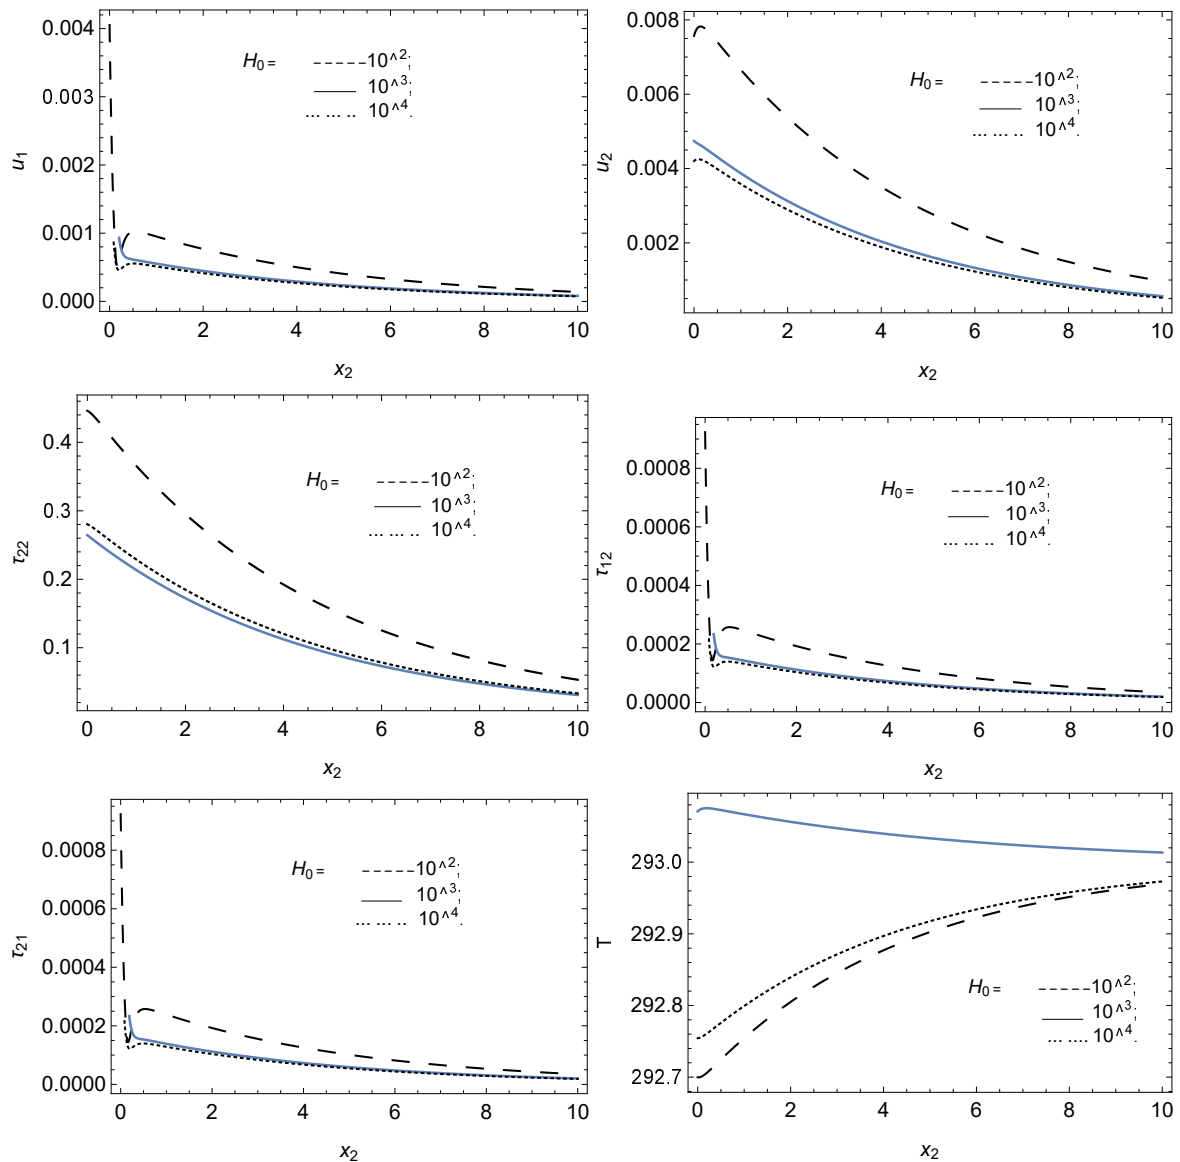 0.004
0.003
0.002
0.001
0.000
u1
H0 =
10^2;
10^3;
10^4.
0 2 4 6 8 10
x2
0.008
0.006
0.004
0.002
u2
H0 =
10^2;
10^3;
10^4.
0 2 4 6 8 10
x2
0.4
0.3
0.2
0.1
τ22
H0 =
10^2;
10^3;
10^4.
0 2 4 6 8 10
x2
0.0008
0.0006
0.0004
0.0002
0.0000
τ12
H0 =
10^2;
10^3;
10^4.
0 2 4 6 8 10
x2
0.0008
0.0006
0.0004
0.0002
0.0000
τ21
H0 =
10^2;
10^3;
10^4.
0 2 4 6 8 10
x2
293.0
292.9
292.8
292.7
T
H0 =
10^2;
10^3;
10^4.
0 2 4 6 8 10
x2